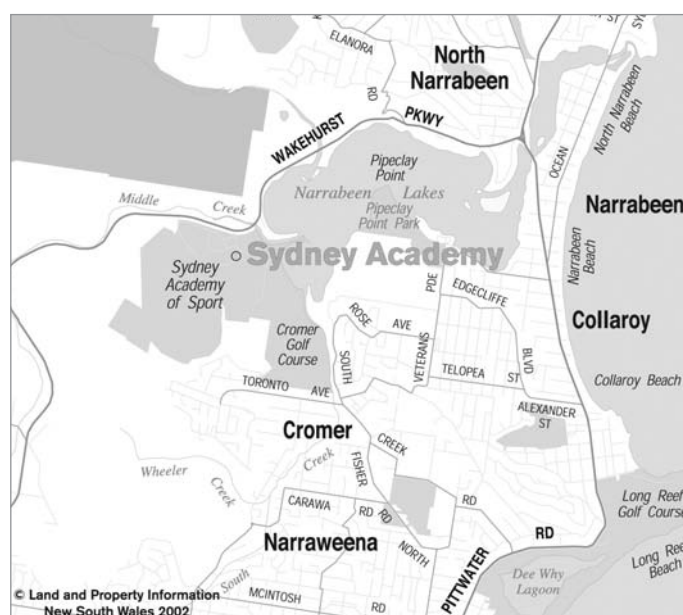 ELANORA
RD
North
Narrabeen
ST
OCEAN
North Narrabeen
Beach
WAKEHURST
PKWY
Pipeclay
Point
Narrabeen Lakes
Pipeclay
Point Park
Middle Creek
Narrabeen
Narrabeen
Beach
Sydney Academy
Sydney
Academy
of Sport
PDE
EDGECLIFFE
BLVD
Collaroy
ROSE AVE
Cromer
Golf
Course
SOUTH
VETERANS
TELOPEA ST
Collaroy Beach
TORONTO AVE
ALEXANDER
ST
Cromer
CREEK
Creek
FISHER
Wheeler
Creek
RD
Long Reef
Golf Course
CARAWA RD
RD
NORTH
RD
Narraweena
PITTWATER
Long Reef
Beach
Dee Why
Lagoon
South
MCINTOSH RD
© Land and Property Information
New South Wales 2002